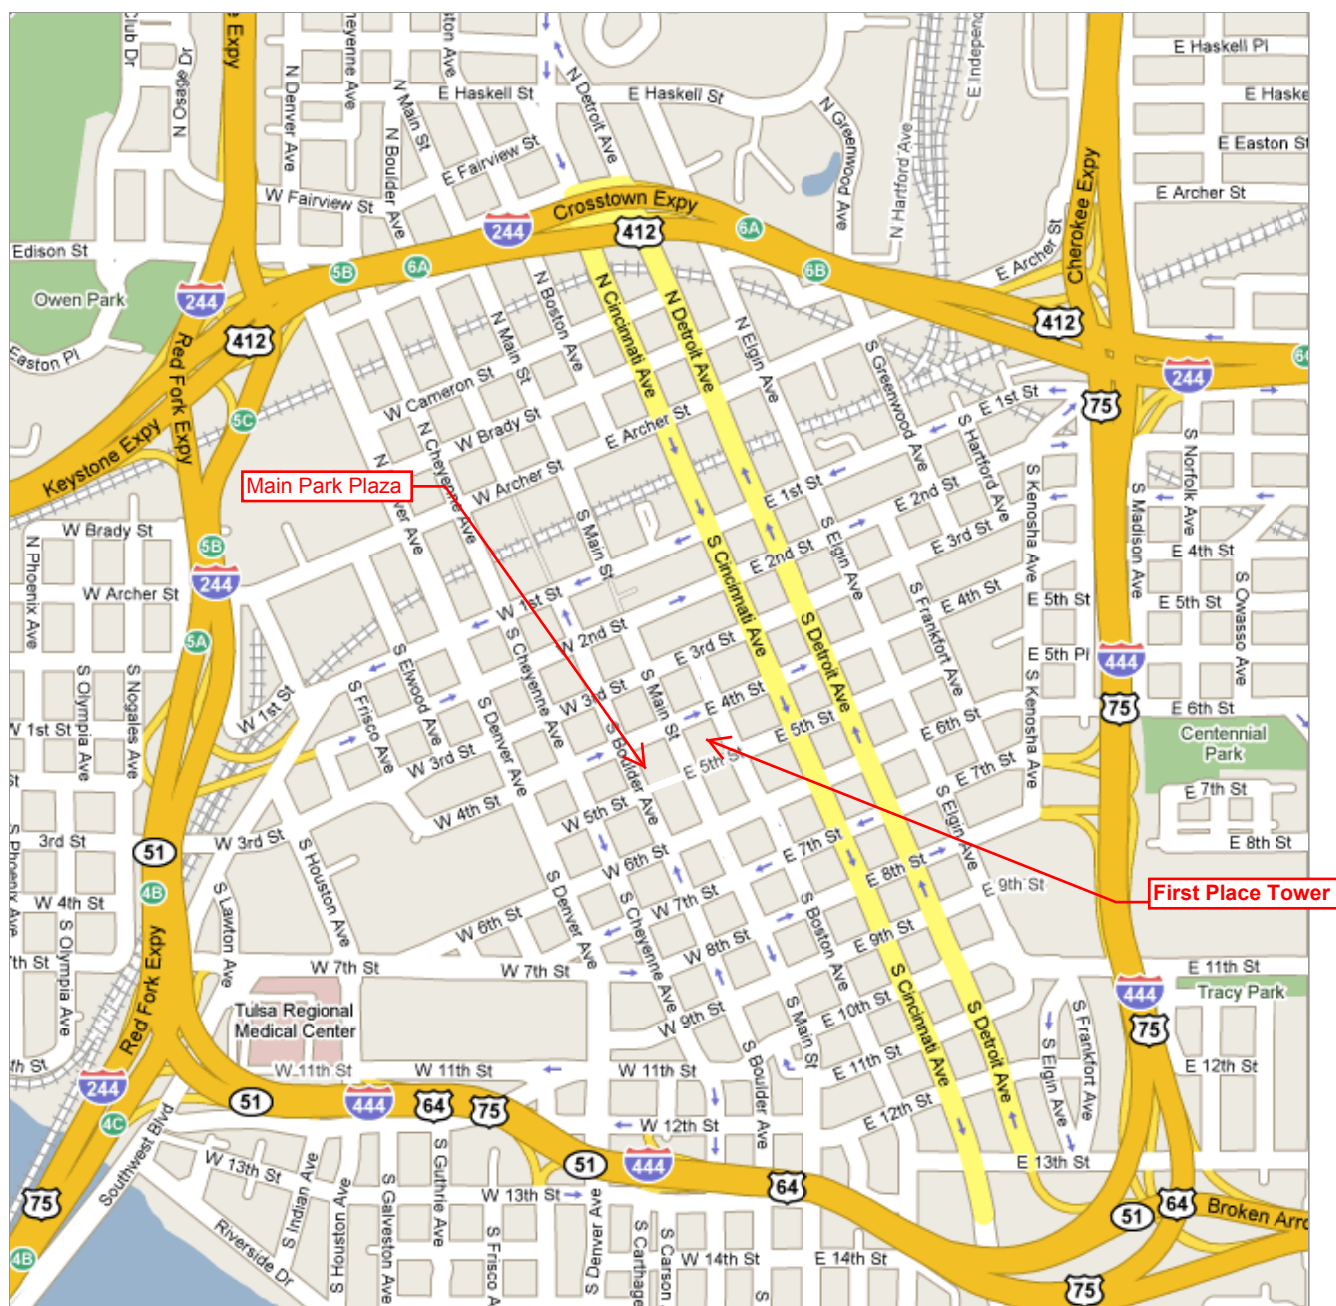 Club Dr
N Osage Dr
e Expy
N Denver Ave
heyenne Ave
N Main St
N Boulder Ave
ston Ave
E Haskell St
N Detroit Ave
E Haskell St
N Greenwood Ave
N Hartford Ave
E Independ
E Haskell Pl
E Haske
E Easton St
E Archer St
Cherokee Expy
E Archer St
W Fairview St
E Fairview St
Crosstown Expy
244
412
6A
6B
5B
6A
Edison St
Owen Park
244
412
Easton Pl
Red Fork Expy
Keystone Expy
5C
N Boston Ave
N Main St
N Cincinnati Ave
N Detroit Ave
N Elgin Ave
S Greenwood Ave
412
244
75
W Cameron St
W Brady St
E Archer St
N Cheyenne Ave
W Archer St
E 1st St
S Hartford Ave
S Kenosha Ave
S Madison Ave
S Norfolk Ave
Main Park Plaza
W Brady St
5B
N Phoenix Ave
244
W Archer St
5A
S Main St
S Cincinnati Ave
E 1st St
E 2nd St
S Elgin Ave
E 2nd St
E 3rd St
E 4th St
S Owasso Ave
E 5th St
E 4th St
E 5th St
E 5th Pl
W 1st St
W 2nd St
E 3rd St
S Detroit Ave
S Frankfort Ave
444
75
S Olympia Ave
S Nogales Ave
W 1st St
W 1st St
S Frisco Ave
S Elwood Ave
S Denver Ave
S Cheyenne Ave
W 3rd St
S Main St
E 4th St
E 5th St
E 6th St
S Kenosha Ave
E 6th St
Centennial
Park
W 3rd St
S Boulder Ave
E 5th St
E 7th St
E 7th St
W 4th St
W 5th St
3rd St
51
W 3rd St
S Houston Ave
W 6th St
E 7th St
E 8th St
S Elgin Ave
E 8th St
E 9th St
First Place Tower
S Phoenix Ave
4B
W 4th St
S Lawton Ave
S Olympia Ave
S Denver Ave
W 7th St
S Cheyenne Ave
S Boston Ave
W 6th St
W 8th St
E 9th St
7th St
Red Fork Expy
W 7th St
W 7th St
E 11th St
Tracy Park
444
Tulsa Regional
Medical Center
W 9th St
S Main St
E 10th St
S Cincinnati Ave
S Detroit Ave
S Elgin Ave
S Frankfort Ave
75
W 11th St
W 11th St
W 11th St
S Boulder Ave
E 11th St
E 12th St
244
4C
51
444
64
75
E 12th St
W 12th St
Southwest Blvd
W 13th St
S Indian Ave
S Houston Ave
S Galveston Ave
S Guthrie Ave
51
444
64
E 13th St
W 13th St
75
Riverside Dr
S Denver Ave
S Carson
S Carthage
51
64
Broken Arro
4B
S Frisco A
W 14th St
E 14th St
75